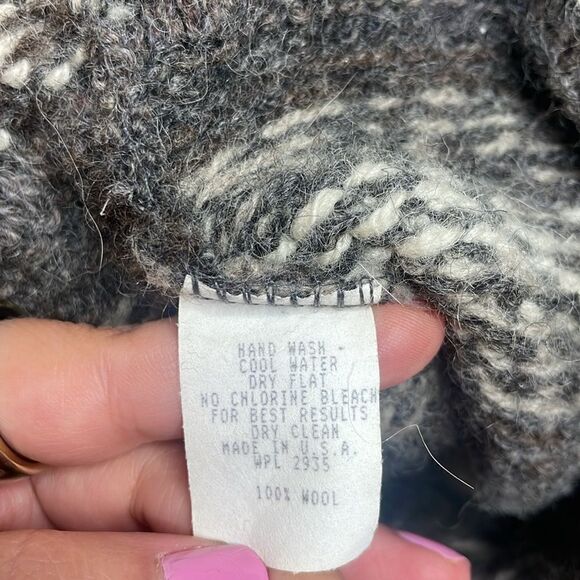 HAND WASH -
COOL WATER
DRY FLAT
NO CHLORINE BLEACH
FOR BEST RESULTS
DRY CLEAN
MADE IN U.S.A.
WPL 2935
100% WOOL